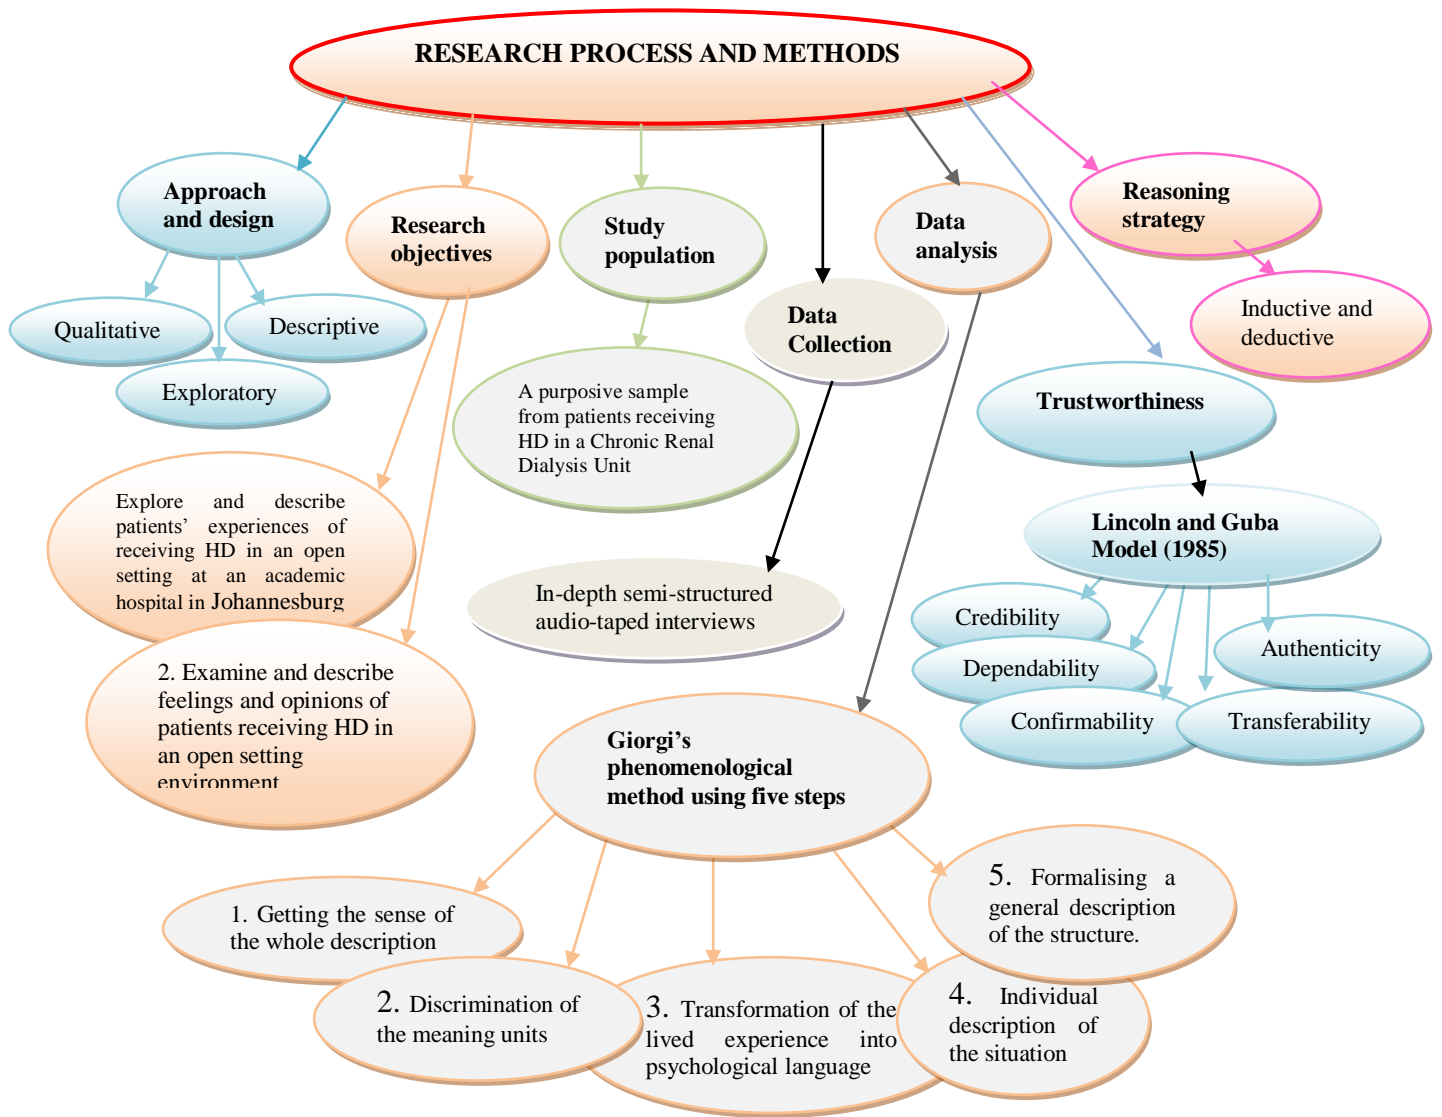 RESEARCH PROCESS AND METHODS
Approach
and design
Research
objectives
Study
population
Data
analysis
Reasoning
strategy
Qualitative
Descriptive
Exploratory
Data
Collection
Inductive and
deductive
A purposive sample
from patients receiving
HD in a Chronic Renal
Dialysis Unit
Trustworthiness
Explore and describe
patients’ experiences of
receiving HD in an open
setting at an academic
hospital in Johannesburg
In-depth semi-structured
audio-taped interviews
Lincoln and Guba
Model (1985)
Credibility
Dependability
Confirmability
Transferability
Authenticity
2. Examine and describe
feelings and opinions of
patients receiving HD in
an open setting
environment
Giorgi’s
phenomenological
method using five steps
1. Getting the sense of
the whole description
2. Discrimination of
the meaning units
3. Transformation of the
lived experience into
psychological language
4. Individual
description of
the situation
5. Formalising a
general description
of the structure.